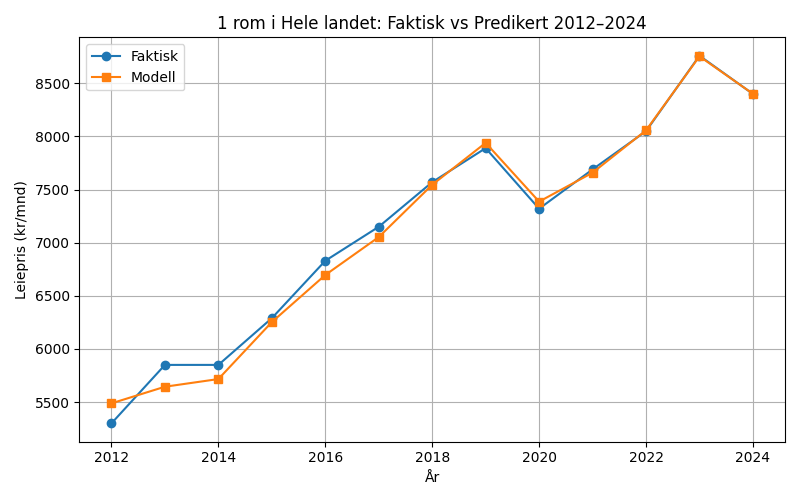 1 rom i Hele landet: Faktisk vs Predikert 2012–2024
Faktisk
Modell
Leiepris (kr/mnd)
8500
8000
7500
7000
6500
6000
5500
2012 2014 2016 2018 2020 2022 2024
År